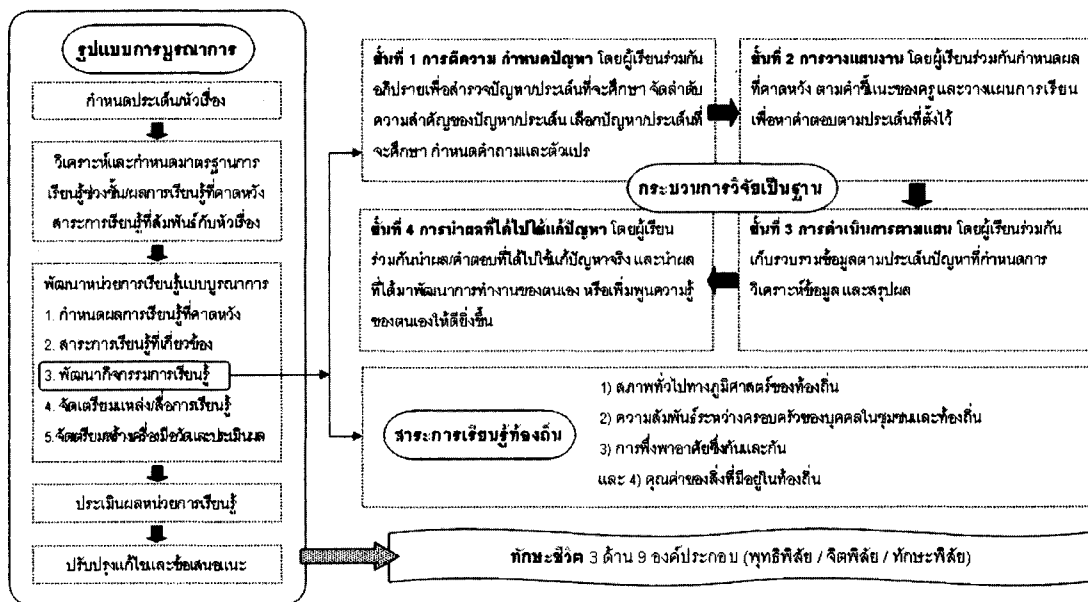 รูปแบบการบูรณาการ
กำหนดประเด็น/หัวเรื่อง
วิเคราะห์และกำหนดมาตรฐานการ
เรียนรู้ช่วงชั้น/ผลการเรียนรู้ที่คาดหวัง
สาระการเรียนรู้ที่สัมพันธ์กับหัวเรื่อง
พัฒนาหน่วยการเรียนรู้แบบบูรณาการ
1. กำหนดผลการเรียนรู้ที่คาดหวัง
2. สาระการเรียนรู้ที่เกี่ยวข้อง
3. พัฒนากิจกรรมการเรียนรู้
4. จัดเตรียมแหล่ง/สื่อการเรียนรู้
5.จัดเตรียมสร้างเครื่องมือวัดและประเมินผล
ประเมินผลหน่วยการเรียนรู้
ปรับปรุงแก้ไขและข้อเสนอแนะ
ขั้นที่ 1 การตีความ กำหนดปัญหา โดยผู้เรียนร่วมกัน
อภิปรายเพื่อสำรวจปัญหา/ประเด็นที่จะศึกษา จัดลำดับ
ความสำคัญของปัญหา/ประเด็น เลือกปัญหา/ประเด็นที่
จะศึกษา กำหนดคำถามและตัวแปร
ขั้นที่ 2 การวางแผนงาน โดยผู้เรียนร่วมกันกำหนดผล
ที่คาดหวัง ตามคำชี้แนะของครู และวางแผนการเรียน
เพื่อหาคำตอบตามประเด็นที่ตั้งไว้
กระบวนการวิจัยเป็นฐาน
ขั้นที่ 3 การดำเนินการตามแผน โดยผู้เรียนร่วมกัน
เก็บรวบรวมข้อมูลตามประเด็นปัญหาที่กำหนดการ
วิเคราะห์ข้อมูล และสรุปผล
ขั้นที่ 4 การนำผลที่ได้ไปใช้แก้ปัญหา โดยผู้เรียน
ร่วมกันนำผล/คำตอบที่ได้ไปใช้แก้ปัญหาจริง และนำผล
ที่ได้มาพัฒนาการทำงานของตนเอง หรือเพิ่มพูนความรู้
ของตนเองให้ดียิ่งขึ้น
สาระการเรียนรู้ท้องถิ่น
1) สภาพทั่วไปทางภูมิศาสตร์ของท้องถิ่น
2) ความสัมพันธ์ระหว่างครอบครัวของบุคคลในชุมชนและท้องถิ่น
3) การพึ่งพาอาศัยซึ่งกันและกัน
และ 4) คุณค่าของสิ่งที่มีอยู่ในท้องถิ่น
ทักษะชีวิต 3 ด้าน 9 องค์ประกอบ (พุทธิพิสัย / จิตพิสัย / ทักษะพิสัย)